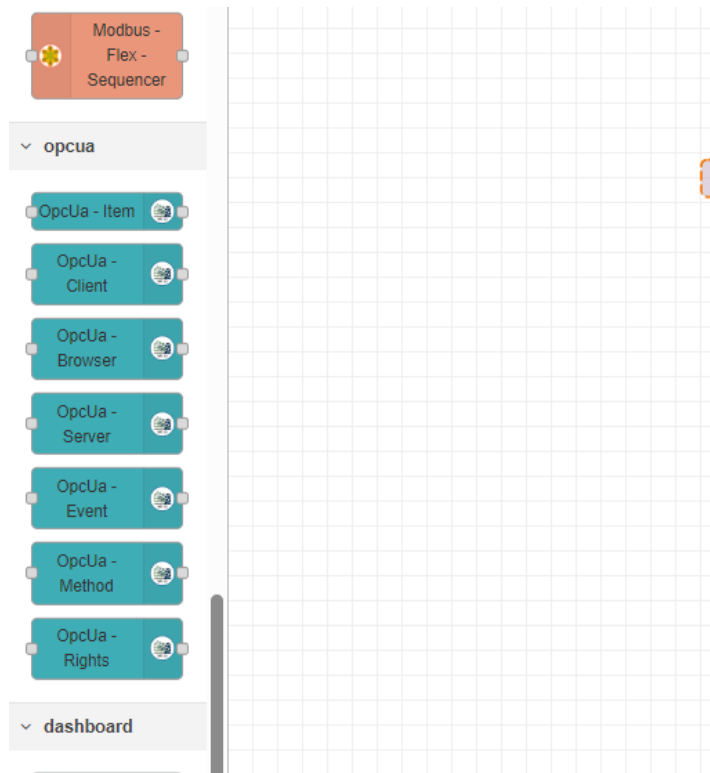 Modbus -
Flex -
Sequencer
opcua
OpcUa - Item
OpcUa -
Client
OpcUa -
Browser
OpcUa -
Server
OpcUa -
Event
OpcUa -
Method
OpcUa -
Rights
dashboard